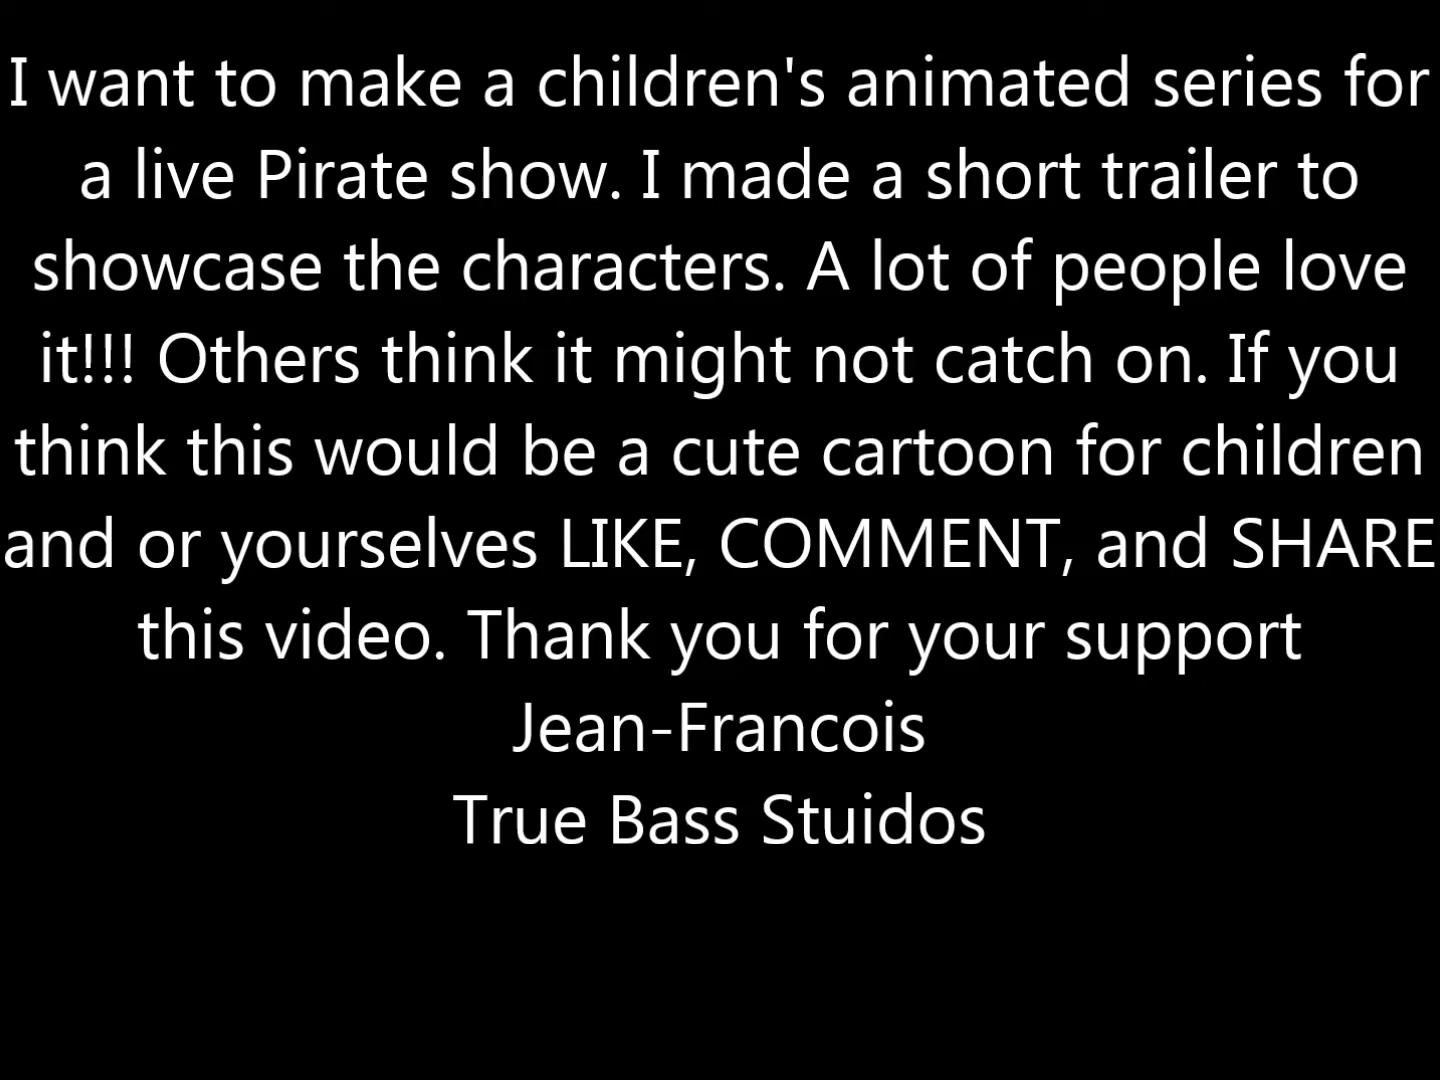 I want to make a children's animated series for
a live Pirate show. I made a short trailer to
showcase the characters. A lot of people love
it!!! Others think it might not catch on. If you
think this would be a cute cartoon for children
and or yourselves LIKE, COMMENT, and SHARE
this video. Thank you for your support
Jean-Francois
True Bass Stuidos